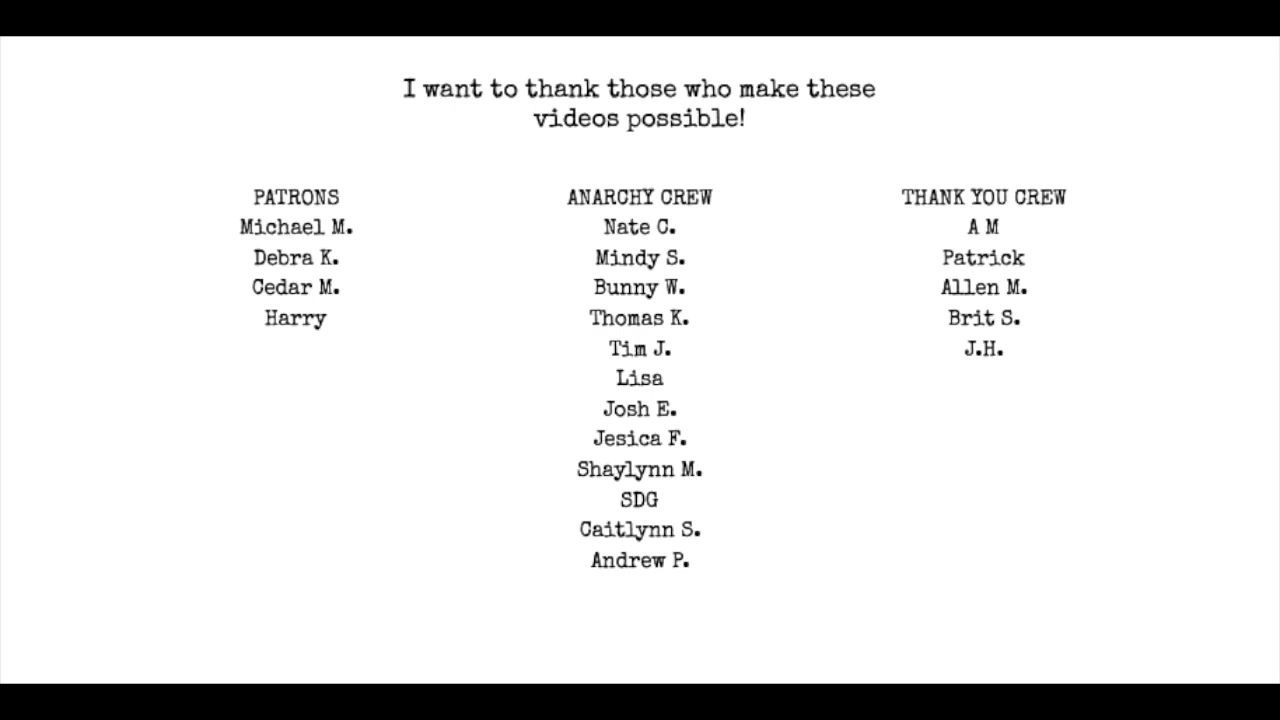 I want to thank those who make these
videos possible!
PATRONS
Michael M.
Debra K.
Cedar M.
Harry
ANARCHY CREW
Nate C.
Mindy S.
Bunny W.
Thomas K.
Tim J.
Lisa
Josh E.
Jesica F.
Shaylynn M.
SDG
Caitlynn S.
Andrew P.
THANK YOU CREW
A M
Patrick
Allen M.
Brit S.
J.H.